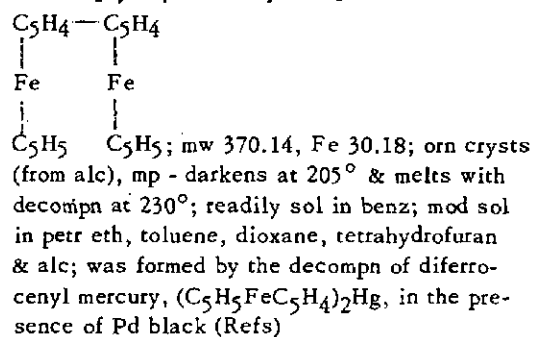 C₅H₄—C₅H₄
|      |
Fe     Fe
|      |
C₅H₅  C₅H₅; mw 370.14, Fe 30.18; orn crysts
(from alc), mp - darkens at 205° & melts with
decompn at 230°; readily sol in benz; mod sol
in petr eth, toluene, dioxane, tetrahydrofuran
& alc; was formed by the decompn of diferro-
cenyl mercury, (C₅H₅FeC₅H₄)₂Hg, in the pre-
sence of Pd black (Refs)